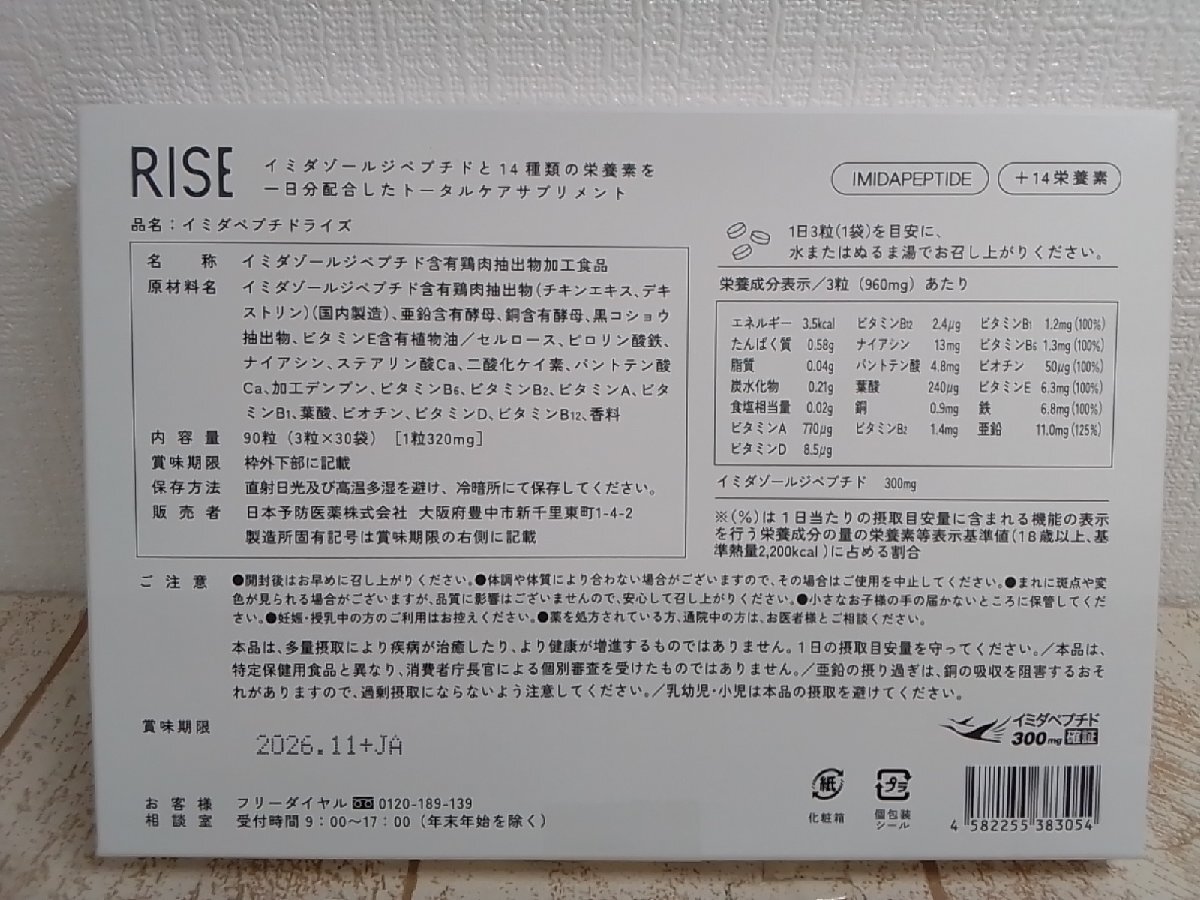 RISE
イミダゾールジペプチドと14種類の栄養素を
一日分配合したトータルケアサプリメント
IMIDAPEPTIDE
+14栄養素
品名:イミダペプチドライズ
名称 イミダゾールジペプチド含有鶏肉抽出物加工食品
原材料名 イミダゾールジペプチド含有鶏肉抽出物(チキンエキス、デキ
ストリン)(国内製造)、亜鉛含有酵母、銅含有酵母、黒コショウ
抽出物、ビタミンE含有植物油/セルロース、ピロリン酸鉄、
ナイアシン、ステアリン酸Ca、二酸化ケイ素、パントテン酸
Ca、加工デンプン、ビタミンB6、ビタミンB2、ビタミンA、ビタ
ミンB1、葉酸、ビオチン、ビタミンD、ビタミンB12、香料
内容量 90粒(3粒×30袋)[1粒320mg]
賞味期限 枠外下部に記載
保存方法 直射日光及び高温多湿を避け、冷暗所にて保存してください。
販売者 日本予防医薬株式会社 大阪府豊中市新千里東町1-4-2
製造所固有記号は賞味期限の右側に記載
1日3粒(1袋)を目安に、
水またはぬるま湯でお召し上がりください。
栄養成分表示/3粒(960mg)あたり
エネルギー 3.5kcal ビタミンB12 2.4μg ビタミンB1 1.2mg(100%)
たんぱく質 0.58g ナイアシン 13mg ビタミンB6 1.3mg(100%)
脂質 0.04g パントテン酸 4.8mg ビオチン 50μg(100%)
炭水化物 0.21g 葉酸 240μg ビタミンE 6.3mg(100%)
食塩相当量 0.02g 銅 0.9mg 鉄 6.8mg(100%)
ビタミンA 770μg ビタミンB2 1.4mg 亜鉛 11.0mg(125%)
ビタミンD 8.5μg
イミダゾールジペプチド 300mg
※(%)は1日当たりの摂取目安量に含まれる機能の表示
を行う栄養成分の量の栄養素等表示基準値(18歳以上、基
準熱量2,200kcal)に占める割合
ご注意 ●開封後はお早めに召し上がりください。●体調や体質により合わない場合がございますので、その場合はご使用を中止してください。●まれに斑点や変
色が見られる場合がございますが、品質に影響はございませんので、安心して召し上がりください。●小さなお子様の手の届かないところに保管してくだ
さい。●妊娠・授乳中の方のご利用はお控えください。●薬を処方されている方、通院中の方は、お医者様とご相談ください。
本品は、多量摂取により疾病が治癒したり、より健康が増進するものではありません。1日の摂取目安量を守ってください。/本品は、
特定保健用食品と異なり、消費者庁長官による個別審査を受けたものではありません。/亜鉛の摂り過ぎは、銅の吸収を阻害するおそ
れがありますので、過剰摂取にならないよう注意してください。/乳幼児・小児は本品の摂取を避けてください。
賞味期限 2026.11+JA
イミダペプチド
300mg 確証
お客様 フリーダイヤル 0120-189-139
相談室 受付時間9:00〜17:00(年末年始を除く)
紙
化粧箱
プラ
個包装
シール
4 582255 383054